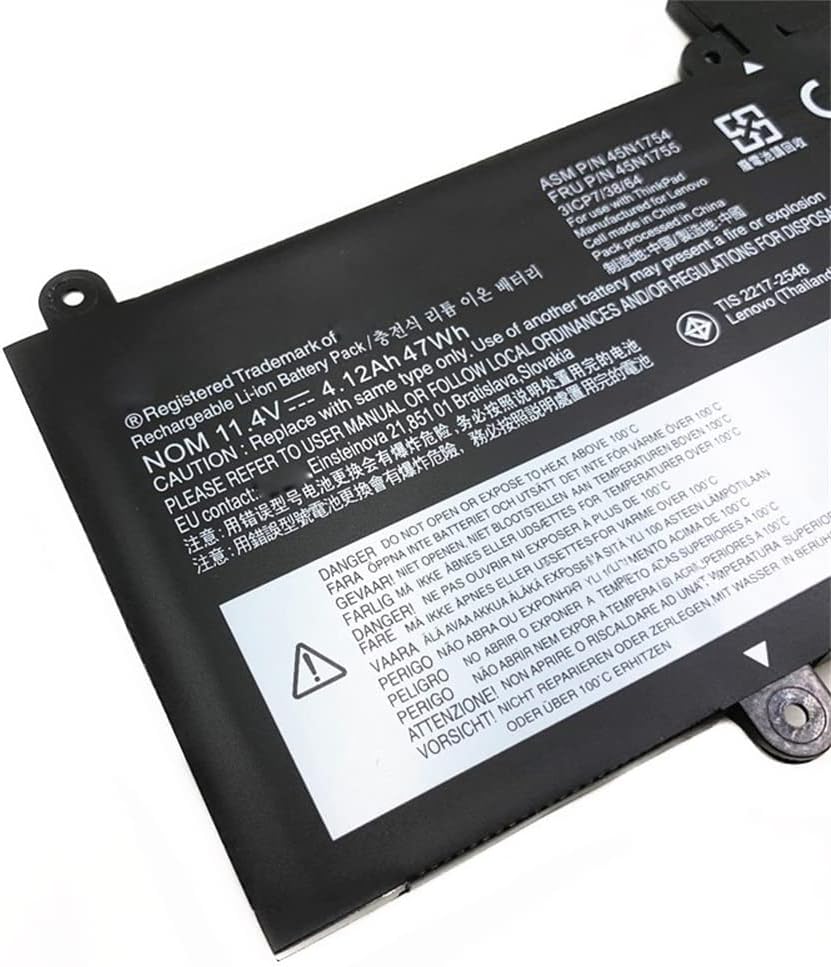 廢電池請回收
ASM P/N 45N1754
FRU P/N 45N1755
3ICP7/38/64
For use with ThinkPad
Manufactured for Lenovo
Cell made in China
Pack processed in China
制造地:中国/製造地:中國
®Registered Trademark of
Rechargeable Li-ion Battery Pack/충전식 리튬 이온 배터리
NOM 11.4V 4.12Ah 47Wh
CAUTION : Replace with same type only. Use of another battery may present a fire or explosion
PLEASE REFER TO USER MANUAL OR FOLLOW LOCAL ORDINANCES AND/OR REGULATIONS FOR DISPOSA
EU contact: Einsteinova 21,851 01 Bratislava, Slovakia
注意: 用错误型号电池更换会有爆炸危险 务必按照说明处置用完的电池
注意: 用錯誤型號電池更換會有爆炸危險, 務必按照說明處置用完的電池
TIS 2217-2548
Lenovo (Thailand
DANGER DO NOT OPEN OR EXPOSE TO HEAT ABOVE 100°C
FARA ÖPPNA INTE BATTERIET OCH UTSÄTT DET INTE FÖR VÄRME ÖVER 100°C
GEVAAR! NIET OPENEN. NIET BLOOTSTELLEN AAN TEMPERATUREN BOVEN 100°C
FARLIG MÅ IKKE ÅBNES ELLER UDSÆTTES FOR TEMPERATURER OVER 100°C
DANGER! NE PAS OUVRIR NI EXPOSER À PLUS DE 100°C
FARE MÅ IKKE ÅPNES ELLER UTSETTES FOR VARME OVER 100°C
VAARA ÄLÄ AVAA AKKUA ÄLÄKÄ EXPOSEŘ À SITÄ YLI 100 ASTEEN LÄMPÖTILAAN
PERIGO NÃO ABRA OU EXPONHA YLI AQUECIMENTO ACIMA DE 100°C
PELIGRO NO ABRIR O EXPONER A TEMPERATURAS SUPERIORES A 100°C
PERIGO NÃO ABRIR NEM EXPOR A TEMPERA SUPERIORES A 100°C
ATTENZIONE! NON APRIRE O RISCALDARE AD UNA TEMPERATURA SUPERIORE
VORSICHT! NICHT REPARIEREN ODER ZERLEGEN. MIT WASSER IN BERÜH
ODER ÜBER 100°C ERHITZEN